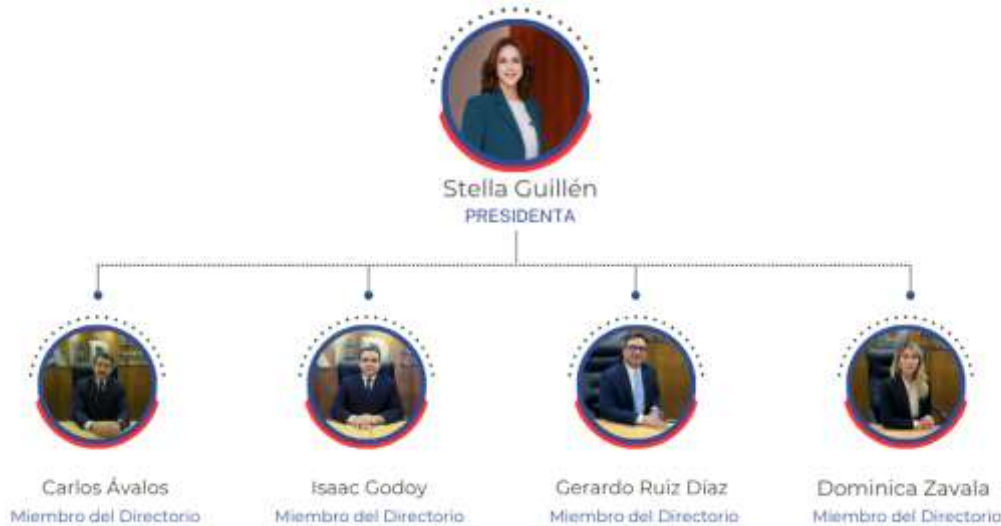 Stella Guillén
PRESIDENTA
Carlos Ávalos
Miembro del Directorio
Isaac Godoy
Miembro del Directorio
Gerardo Ruiz Díaz
Miembro del Directorio
Dominica Zavala
Miembro del Directorio